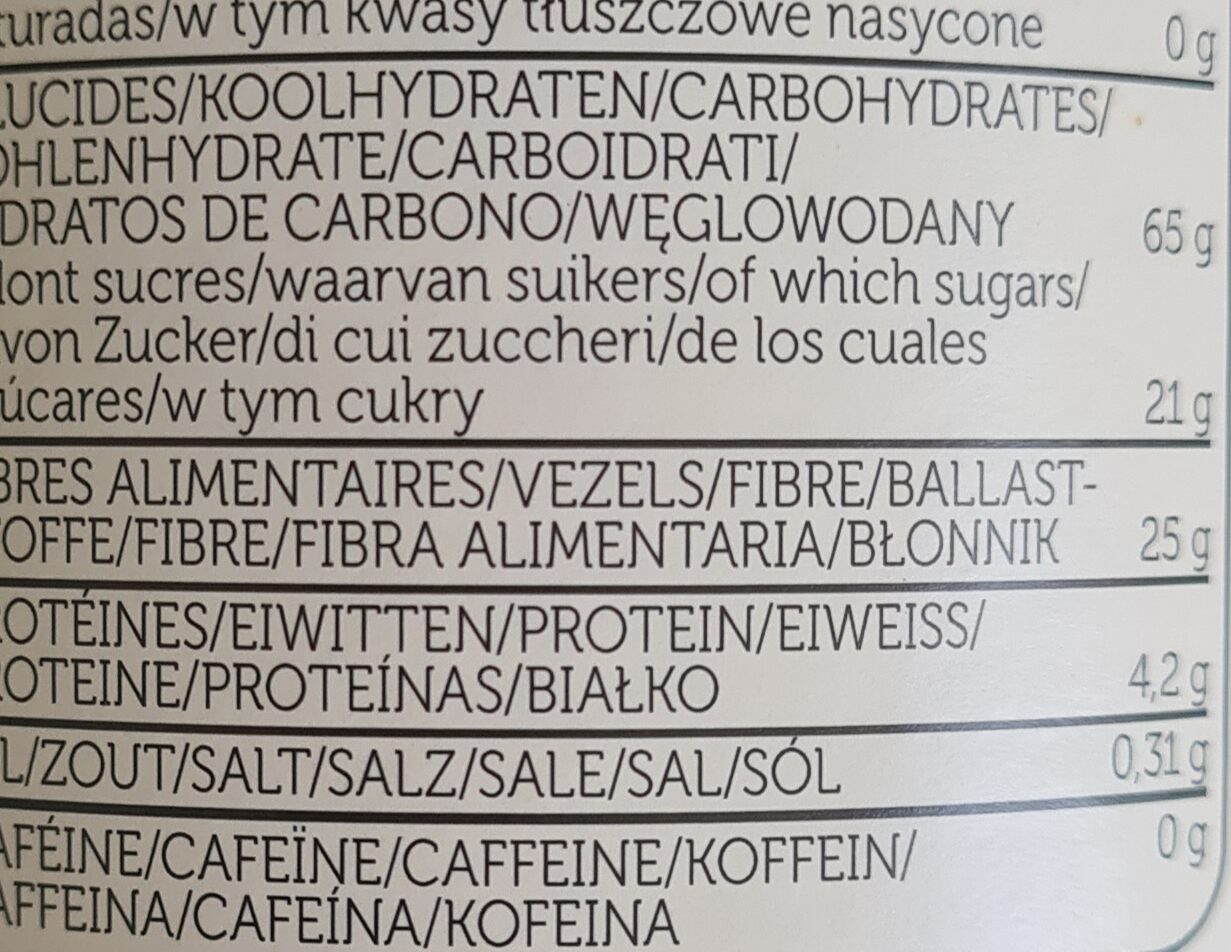 turadas/w tym kwasy tłuszczowe nasycone 0 g
LUCIDES/KOOLHYDRATEN/CARBOHYDRATES/
OHLENHYDRATE/CARBOIDRATI/
DRATOS DE CARBONO/WĘGLOWODANY 65 g
dont sucres/waarvan suikers/of which sugars/
von Zucker/di cui zuccheri/de los cuales
úcares/w tym cukry 21 g
BRES ALIMENTAIRES/VEZELS/FIBRE/BALLAST-
OFFE/FIBRE/FIBRA ALIMENTARIA/BŁONNIK 25 g
OTÉINES/EIWITTEN/PROTEIN/EIWEISS/
OTEINE/PROTEÍNAS/BIAŁKO 4,2 g
L/ZOUT/SALT/SALZ/SALE/SAL/SÓL 0,31 g
AFÉINE/CAFEÏNE/CAFFEINE/KOFFEIN/ 0 g
AFFEINA/CAFEÍNA/KOFEINA